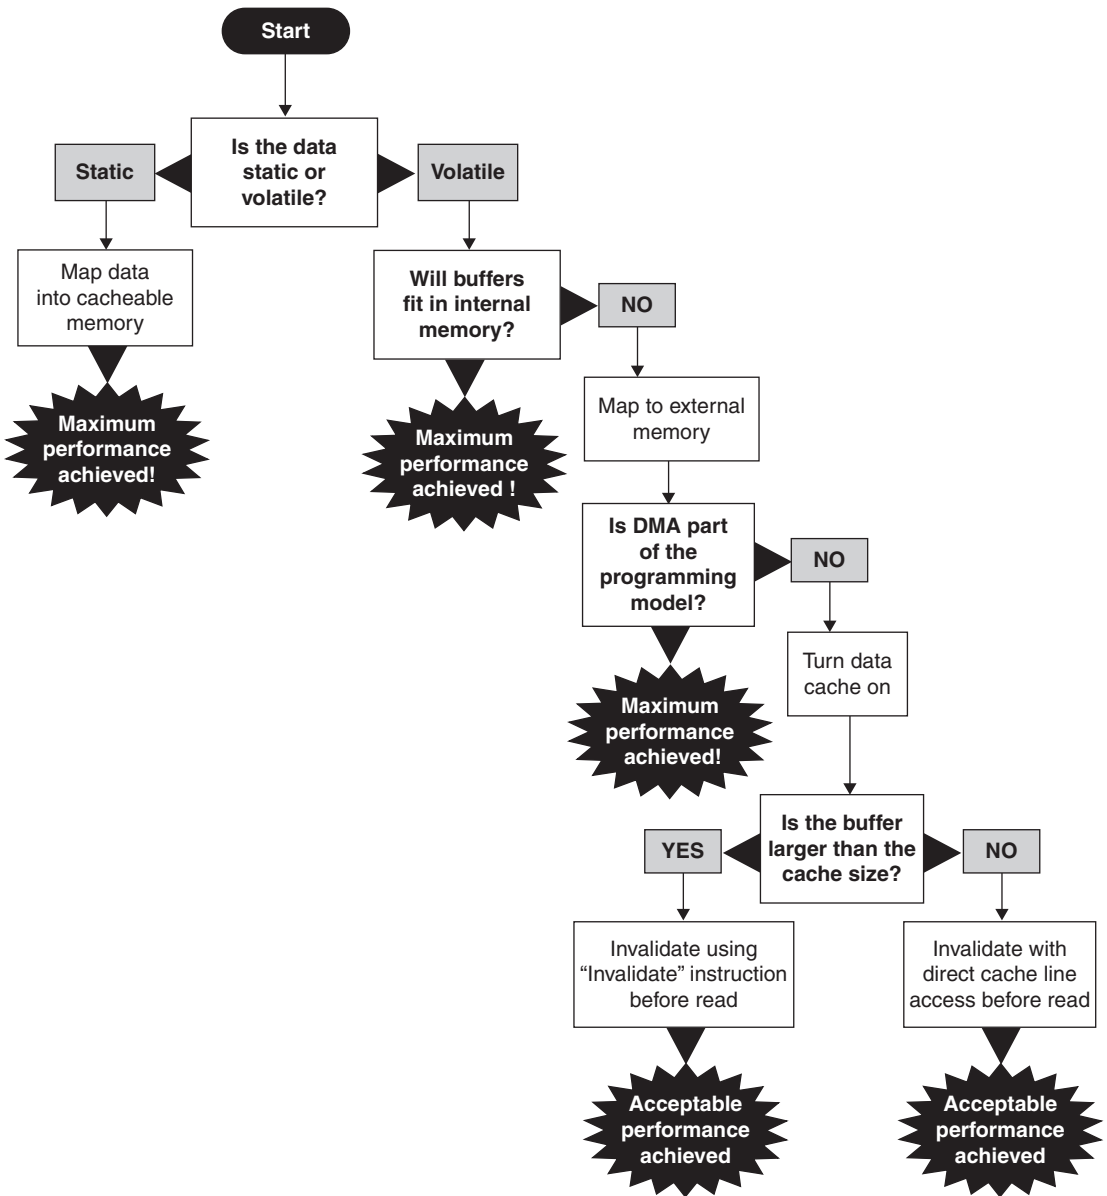 Start
Is the data
static or
volatile?
Static
Volatile
Map data
into cacheable
memory
Maximum
performance
achieved!
Will buffers
fit in internal
memory?
NO
Maximum
performance
achieved !
Map to external
memory
Is DMA part
of the
programming
model?
NO
Maximum
performance
achieved!
Turn data
cache on
Is the buffer
larger than the
cache size?
YES
NO
Invalidate using
“Invalidate” instruction
before read
Invalidate with
direct cache line
access before read
Acceptable
performance
achieved
Acceptable
performance
achieved